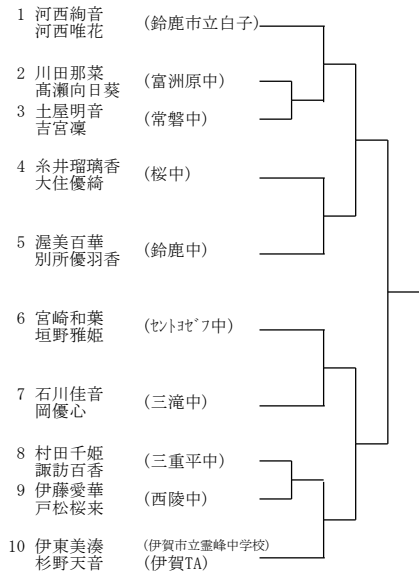 1 河西絢音 (鈴鹿市立白子)
河西唯花
2 川田那菜 (富洲原中)
髙瀬向日葵
3 土屋明音 (常磐中)
吉宮凜
4 糸井瑠璃香 (桜中)
大住優綺
5 渥美百華 (鈴鹿中)
別所優羽香
6 宮崎和葉 (セントヨゼフ中)
垣野雅姫
7 石川佳音 (三滝中)
岡優心
8 村田千姫 (三重平中)
諏訪百香
9 伊藤愛華 (西陵中)
戸松桜来
10 伊東美湊 (伊賀市立霊峰中学校)
杉野天音 (伊賀TA)